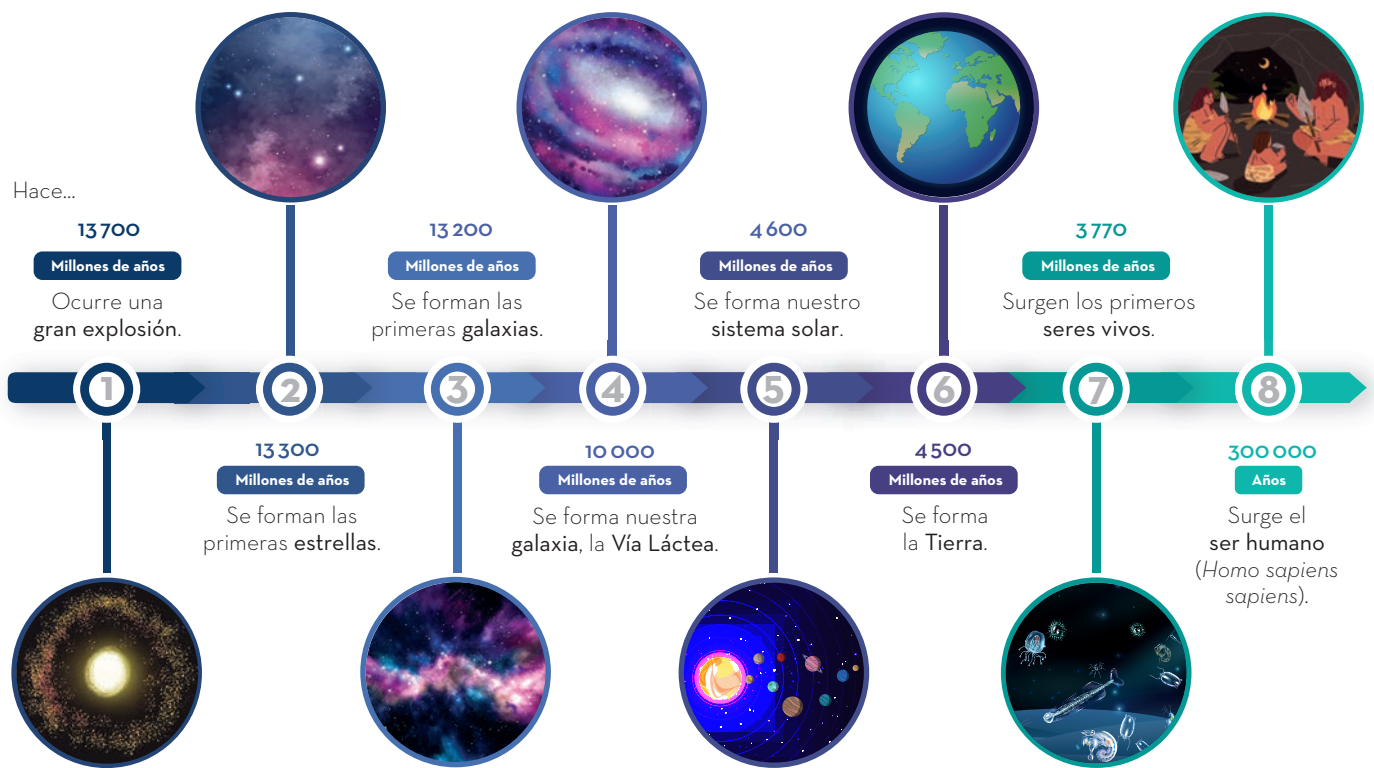 Hace...
13 700
Millones de años
Ocurre una
gran explosión.
1
2
13 300
Millones de años
Se forman las
primeras estrellas.
13 200
Millones de años
Se forman las
primeras galaxias.
3
4
10 000
Millones de años
Se forma nuestra
galaxia, la Vía Láctea.
4 600
Millones de años
Se forma nuestro
sistema solar.
5
6
4 500
Millones de años
Se forma
la Tierra.
3 770
Millones de años
Surgen los primeros
seres vivos.
7
8
300 000
Años
Surge el
ser humano
(Homo sapiens
sapiens).